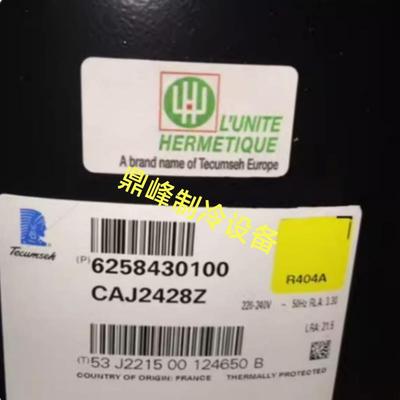 L'UNITE
HERMETIQUE
A brand name of Tecumseh Europe
鼎峰制冷设备
Tecumseh
(P)6258430100
CAJ2428Z
R404A
220-240V ~ 50Hz RLA: 3.30
LRA: 21.5
(T)53 J2215 00 124650 B
COUNTRY OF ORIGIN: FRANCE THERMALLY PROTECTED